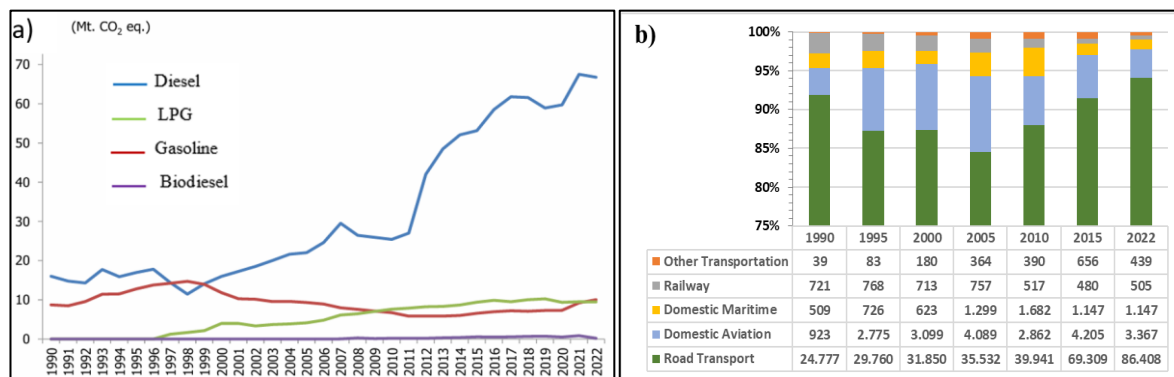 a)
(Mt. CO₂ eq.)
70
60
50
40
30
20
10
0
Diesel
LPG
Gasoline
Biodiesel
1990 1991 1992 1993 1994 1995 1996 1997 1998 1999 2000 2001 2002 2003 2004 2005 2006 2007 2008 2009 2010 2011 2012 2013 2014 2015 2016 2017 2018 2019 2020 2021 2022
b)
100%
95%
90%
85%
80%
75%
1990 1995 2000 2005 2010 2015 2022
Other Transportation 39 83 180 364 390 656 439
Railway 721 768 713 757 517 480 505
Domestic Maritime 509 726 623 1.299 1.682 1.147 1.147
Domestic Aviation 923 2.775 3.099 4.089 2.862 4.205 3.367
Road Transport 24.777 29.760 31.850 35.532 39.941 69.309 86.408